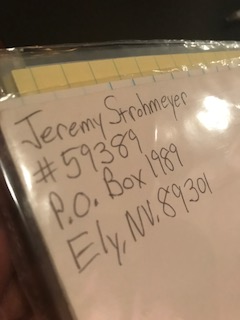 Jeremy Strohmeyer
#59389
P.O. Box 1989
Ely, NV. 89301